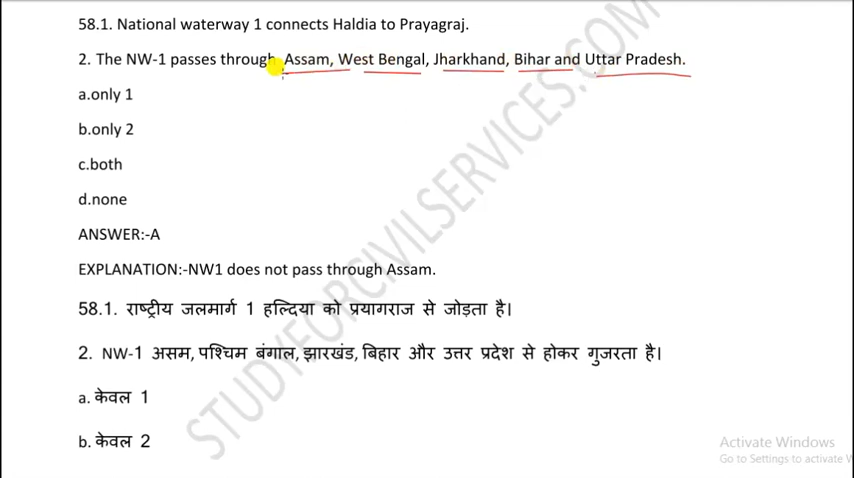 58.1. National waterway 1 connects Haldia to Prayagraj.
2. The NW-1 passes through Assam, West Bengal, Jharkhand, Bihar and Uttar Pradesh.
a.only 1
b.only 2
c.both
d.none
ANSWER:-A
EXPLANATION:-NW1 does not pass through Assam.
58.1. राष्ट्रीय जलमार्ग 1 हल्दिया को प्रयागराज से जोड़ता है।
2. NW-1 असम, पश्चिम बंगाल, झारखंड, बिहार और उत्तर प्रदेश से होकर गुजरता है।
a. केवल 1
b. केवल 2
STUDYFORCIVILSERVICES.COM
Activate Windows
Go to Settings to activate W